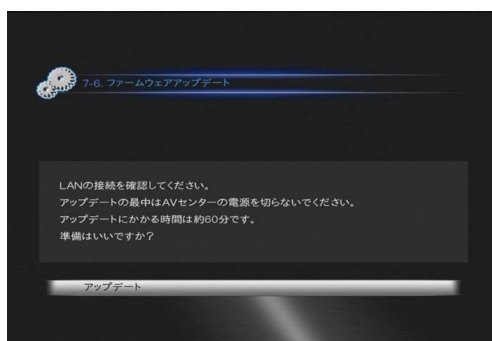 7-6. ファームウェアアップデート
LANの接続を確認してください。
アップデートの最中はAVセンターの電源を切らないでください。
アップデートにかかる時間は約60分です。
準備はいいですか?
アップデート